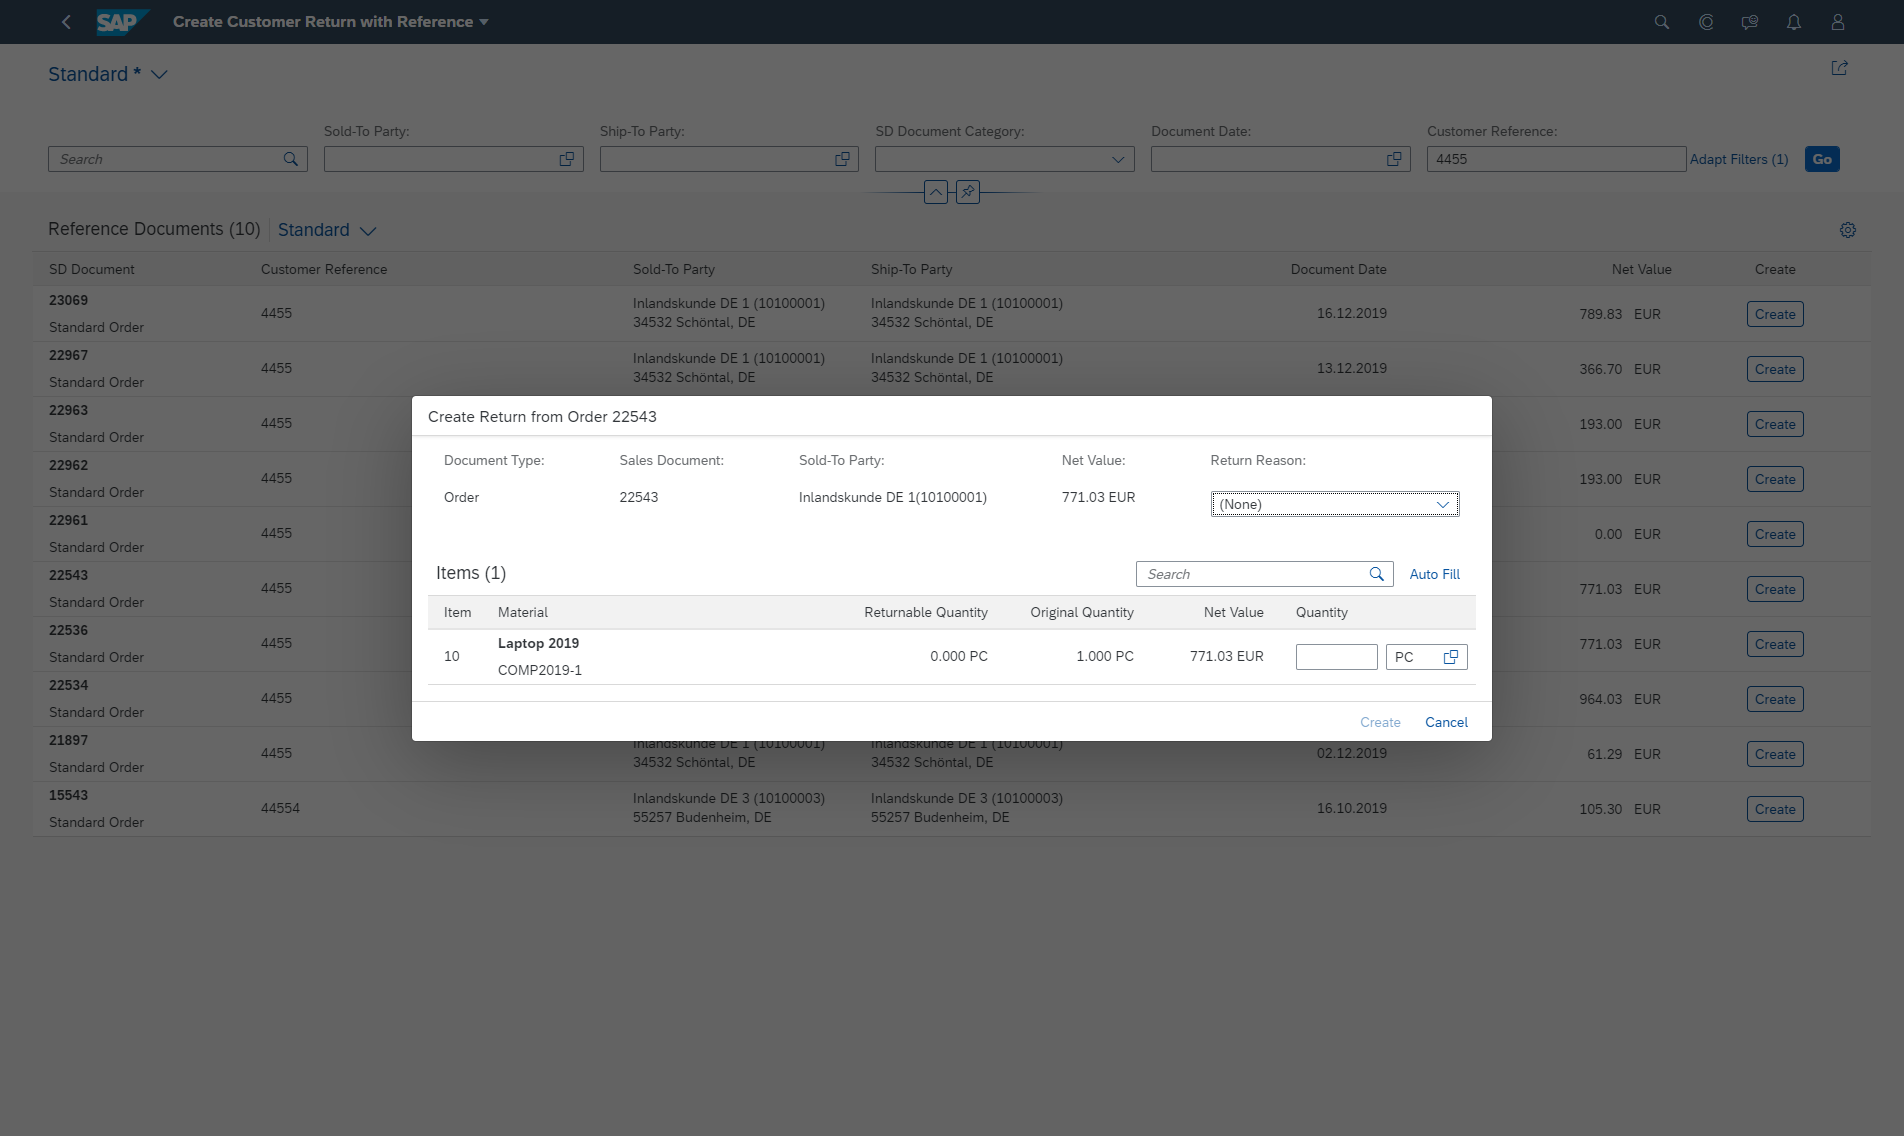 SAP Create Customer Return with Reference
Standard *
Sold-To Party: Ship-To Party: SD Document Category: Document Date: Customer Reference:
Search 4455 Adapt Filters (1) Go
Reference Documents (10) Standard
SD Document Customer Reference Sold-To Party Ship-To Party Document Date Net Value Create
23069
Standard Order
4455
Inlandskunde DE 1 (10100001)
34532 Schöntal, DE
Inlandskunde DE 1 (10100001)
34532 Schöntal, DE
16.12.2019
789.83 EUR
Create
22967
Standard Order
4455
Inlandskunde DE 1 (10100001)
34532 Schöntal, DE
Inlandskunde DE 1 (10100001)
34532 Schöntal, DE
13.12.2019
366.70 EUR
Create
22963
Standard Order
4455
193.00 EUR
Create
22962
Standard Order
4455
193.00 EUR
Create
22961
Standard Order
4455
0.00 EUR
Create
22543
Standard Order
4455
771.03 EUR
Create
22536
Standard Order
4455
771.03 EUR
Create
22534
Standard Order
4455
964.03 EUR
Create
21897
Standard Order
4455
Inlandskunde DE 1 (10100001)
34532 Schöntal, DE
Inlandskunde DE 1 (10100001)
34532 Schöntal, DE
02.12.2019
61.29 EUR
Create
15543
Standard Order
44554
Inlandskunde DE 3 (10100003)
55257 Budenheim, DE
Inlandskunde DE 3 (10100003)
55257 Budenheim, DE
16.10.2019
105.30 EUR
Create
Create Return from Order 22543
Document Type: Sales Document: Sold-To Party: Net Value: Return Reason:
Order 22543 Inlandskunde DE 1(10100001) 771.03 EUR (None)
Items (1) Search Auto Fill
Item Material Returnable Quantity Original Quantity Net Value Quantity
10
Laptop 2019
COMP2019-1
0.000 PC
1.000 PC
771.03 EUR
PC
Create Cancel